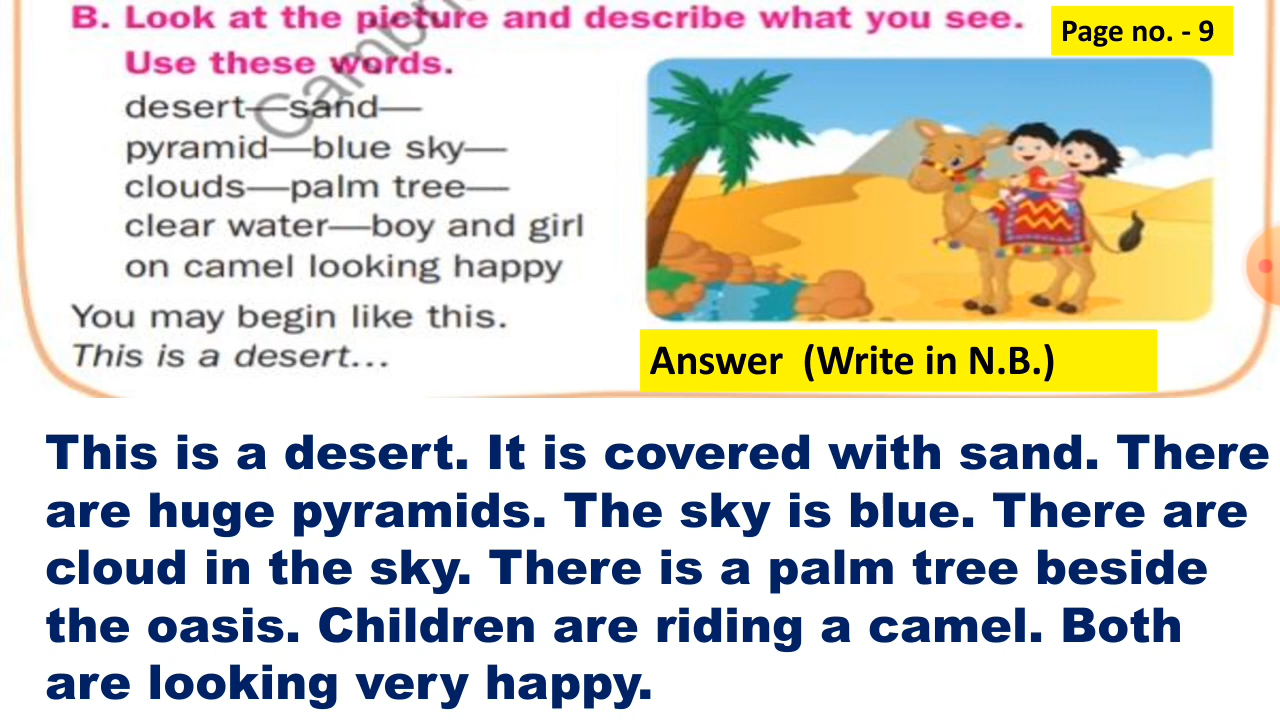 B. Look at the picture and describe what you see.
Page no. - 9
Use these words.
desert—sand—
pyramid—blue sky—
clouds—palm tree—
clear water—boy and girl
on camel looking happy
You may begin like this.
This is a desert...
Answer (Write in N.B.)
This is a desert. It is covered with sand. There
are huge pyramids. The sky is blue. There are
cloud in the sky. There is a palm tree beside
the oasis. Children are riding a camel. Both
are looking very happy.